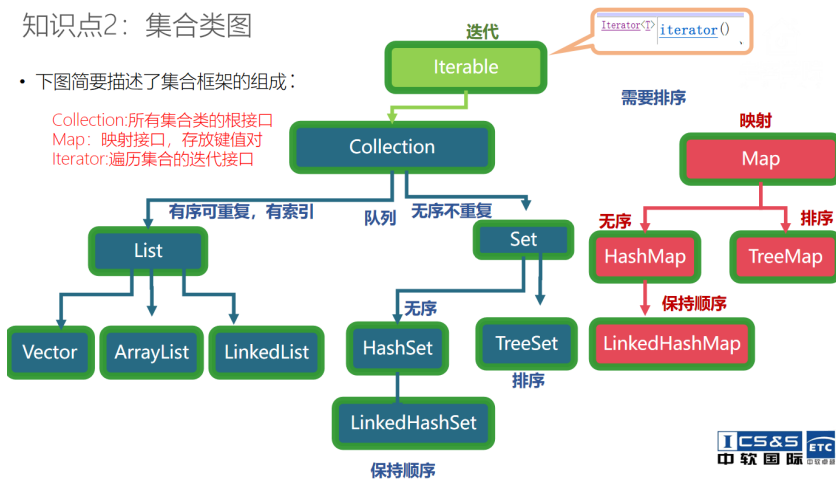 知识点2：集合类图
迭代
Iterator<T> iterator()
Iterable
• 下图简要描述了集合框架的组成：
需要排序
Collection:所有集合类的根接口
Map：映射接口，存放键值对
Iterator:遍历集合的迭代接口
映射
Collection
Map
有序可重复，有索引
队列
无序不重复
无序
排序
List
Set
HashMap
TreeMap
无序
保持顺序
Vector
ArrayList
LinkedList
HashSet
TreeSet
LinkedHashMap
排序
LinkedHashSet
保持顺序
ICS&S
ETC
中软国际
中软卓越